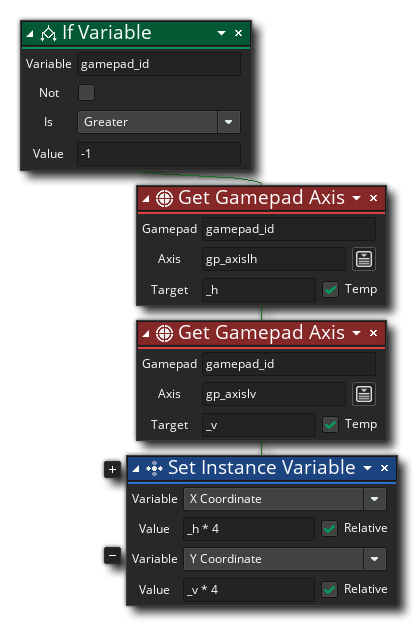 If Variable
Variable gamepad_id
Not
Is Greater
Value -1
Get Gamepad Axis
Gamepad gamepad_id
Axis gp_axislh
Target _h Temp
Get Gamepad Axis
Gamepad gamepad_id
Axis gp_axislv
Target _v Temp
Set Instance Variable
Variable X Coordinate
Value _h * 4 Relative
Variable Y Coordinate
Value _v * 4 Relative